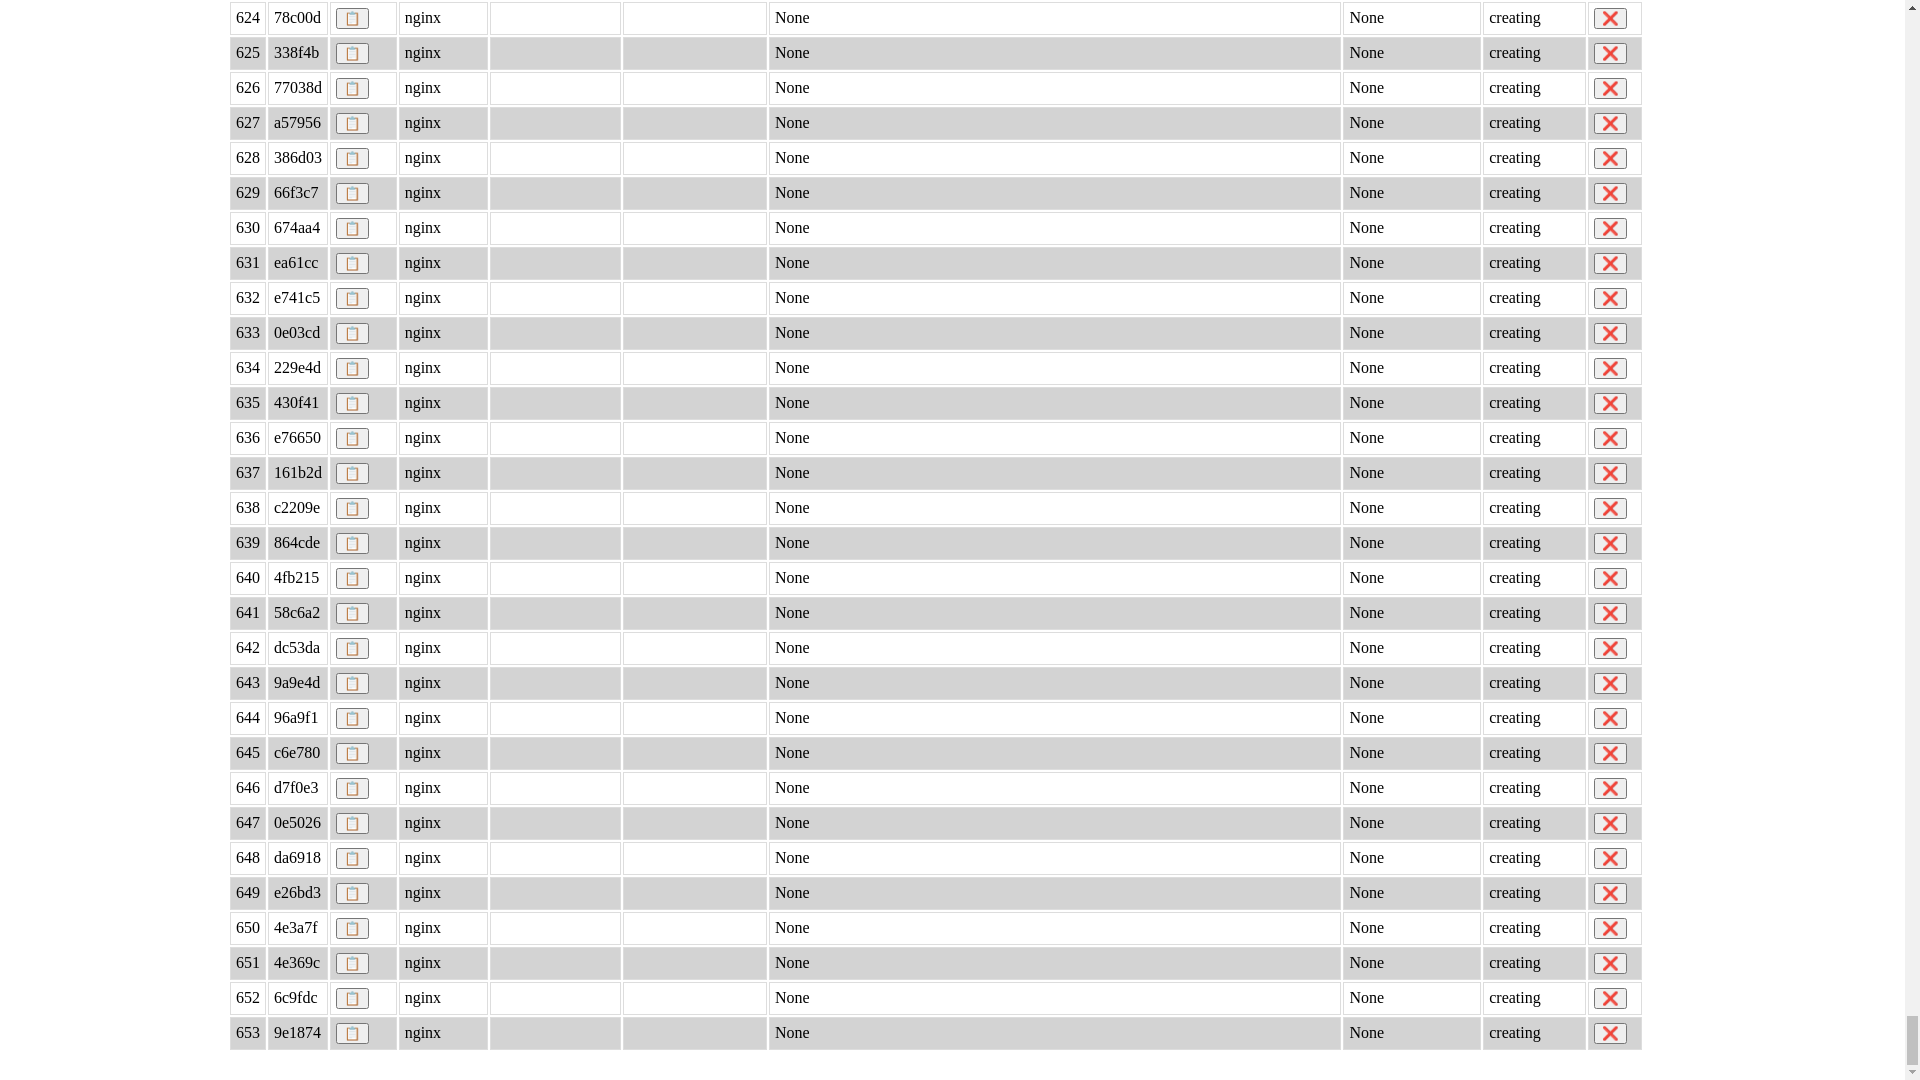 624 78c00d nginx None None creating
625 338f4b nginx None None creating
626 77038d nginx None None creating
627 a57956 nginx None None creating
628 386d03 nginx None None creating
629 66f3c7 nginx None None creating
630 674aa4 nginx None None creating
631 ea61cc nginx None None creating
632 e741c5 nginx None None creating
633 0e03cd nginx None None creating
634 229e4d nginx None None creating
635 430f41 nginx None None creating
636 e76650 nginx None None creating
637 161b2d nginx None None creating
638 c2209e nginx None None creating
639 864cde nginx None None creating
640 4fb215 nginx None None creating
641 58c6a2 nginx None None creating
642 dc53da nginx None None creating
643 9a9e4d nginx None None creating
644 96a9f1 nginx None None creating
645 c6e780 nginx None None creating
646 d7f0e3 nginx None None creating
647 0e5026 nginx None None creating
648 da6918 nginx None None creating
649 e26bd3 nginx None None creating
650 4e3a7f nginx None None creating
651 4e369c nginx None None creating
652 6c9fdc nginx None None creating
653 9e1874 nginx None None creating